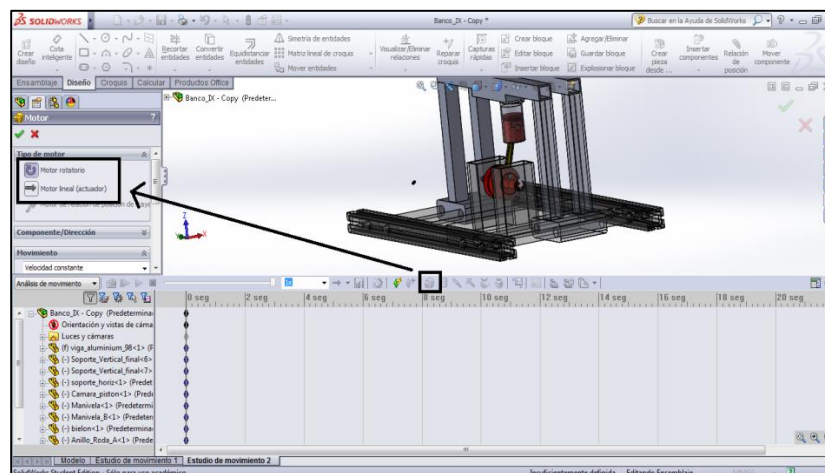 SOLIDWORKS
Banco_IX - Copy *
Buscar en la Ayuda de SolidWorks
Crear diseño
Cota inteligente
Recortar entidades
Convertir entidades
Equidistanciar entidades
Simetría de entidades
Matriz lineal de croquis
Mover entidades
Visualizar/Eliminar relaciones
Reparar croquis
Capturas rápidas
Crear bloque
Editar bloque
Insertar bloque
Agregar/Eliminar
Guardar bloque
Explosionar bloque
Crear pieza desde ...
Insertar componentes
Relación de posición
Mover componente
Ensamblaje
Diseño
Croquis
Calcular
Productos Office
Banco_IX - Copy (Predeter...
Motor
?
Tipo de motor
Motor rotatorio
Motor lineal (actuador)
Componente/Dirección
Movimiento
Velocidad constante
Z
X
Análisis de movimiento
0 seg
2 seg
4 seg
6 seg
8 seg
10 seg
12 seg
14 seg
16 seg
18 seg
20 seg
Banco_IX - Copy (Predetermina
Orientación y vistas de cáma
Luces y cámaras
(f) viga_aluminium_98<1> (F
(-) Soporte_Vertical_final<6>
(-) Soporte_Vertical_final<7>
(-) soporte_horiz<1> (Predet
(-) Camara_piston<1> (Pred
(-) Manivela<1> (Predetermi
(-) Manivela_B<1> (Predeten
(-) bielon<1> (Predetermina
(-) Anillo_Roda_A<1> (Prede
Modelo
Estudio de movimiento 1
Estudio de movimiento 2
SolidWorks Student Edition - Sólo para uso académico
Insuficientemente definida
Editando Ensamblaje